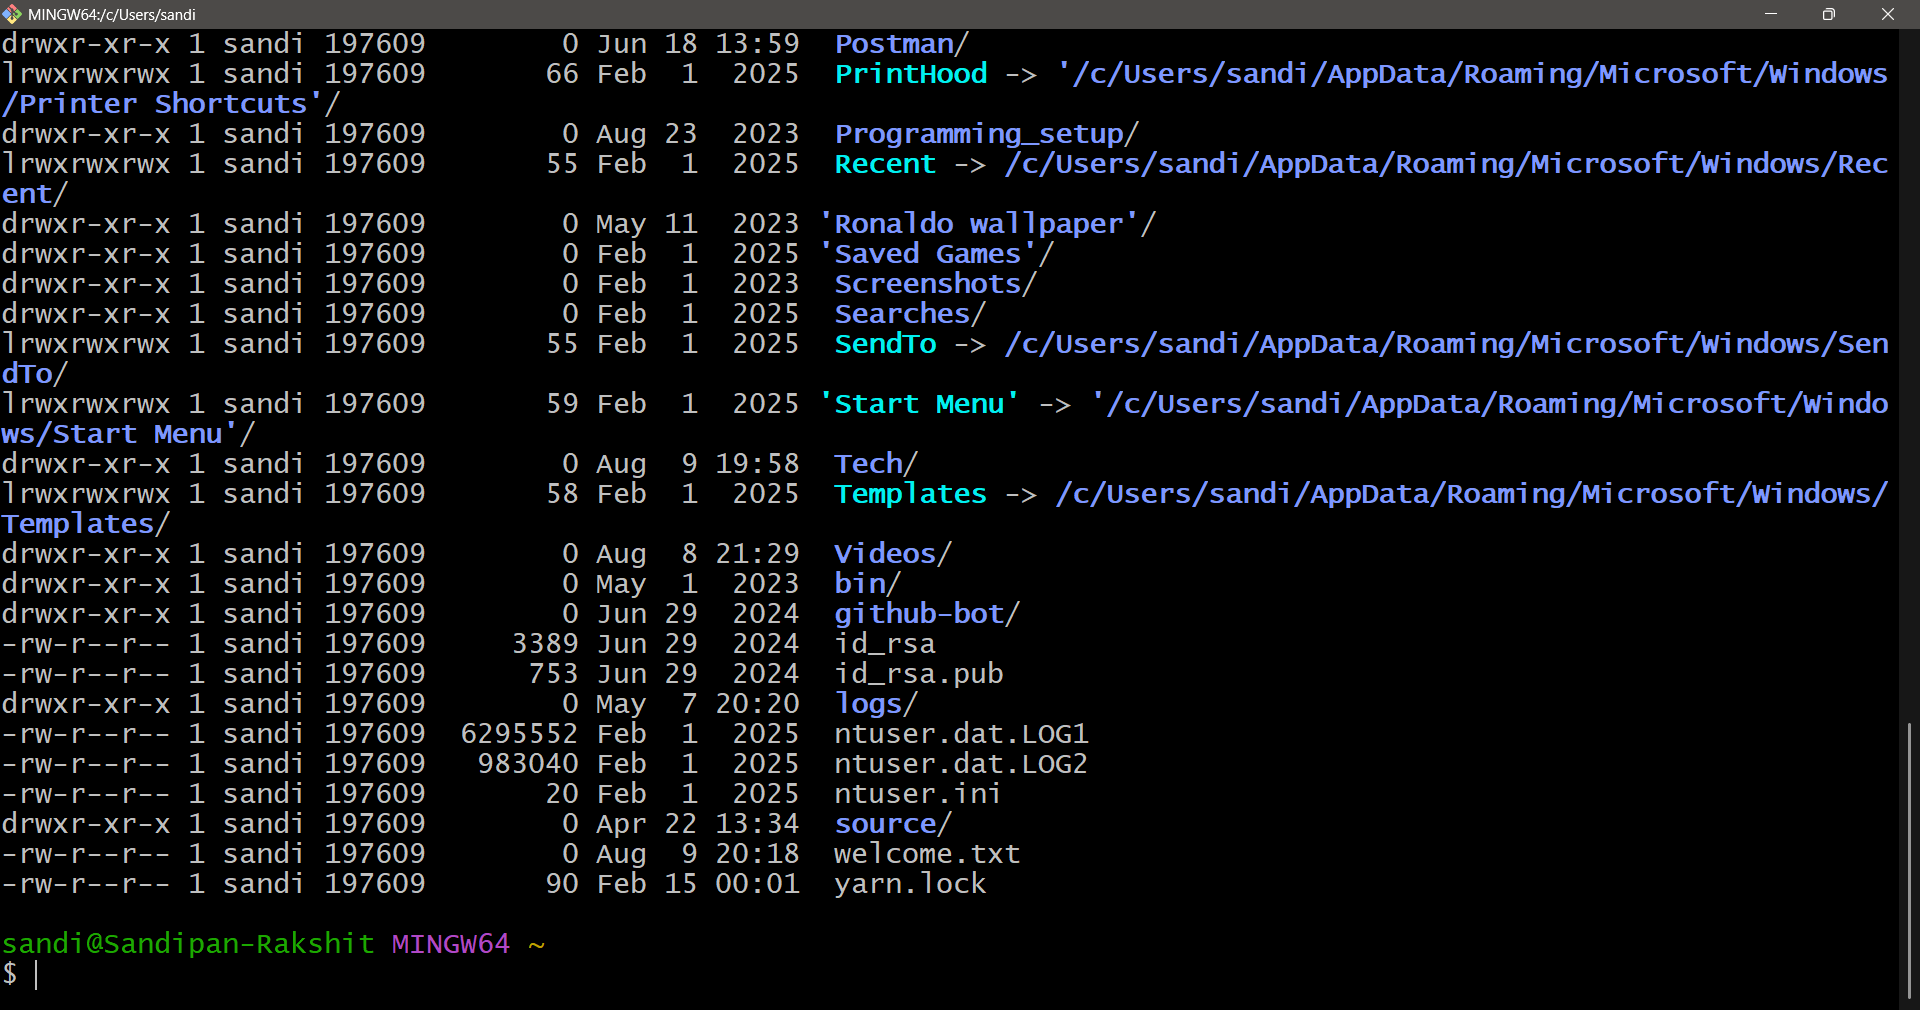 MINGW64:/c/Users/sandi
drwxr-xr-x 1 sandi 197609        0 Jun 18 13:59  Postman/
lrwxrwxrwx 1 sandi 197609       66 Feb  1  2025  PrintHood -> '/c/Users/sandi/AppData/Roaming/Microsoft/Windows
/Printer Shortcuts'/
drwxr-xr-x 1 sandi 197609        0 Aug 23  2023  Programming_setup/
lrwxrwxrwx 1 sandi 197609       55 Feb  1  2025  Recent -> /c/Users/sandi/AppData/Roaming/Microsoft/Windows/Rec
ent/
drwxr-xr-x 1 sandi 197609        0 May 11  2023 'Ronaldo wallpaper'/
drwxr-xr-x 1 sandi 197609        0 Feb  1  2025 'Saved Games'/
drwxr-xr-x 1 sandi 197609        0 Feb  1  2023  Screenshots/
drwxr-xr-x 1 sandi 197609        0 Feb  1  2025  Searches/
lrwxrwxrwx 1 sandi 197609       55 Feb  1  2025  SendTo -> /c/Users/sandi/AppData/Roaming/Microsoft/Windows/Sen
dTo/
lrwxrwxrwx 1 sandi 197609       59 Feb  1  2025 'Start Menu' -> '/c/Users/sandi/AppData/Roaming/Microsoft/Windo
ws/Start Menu'/
drwxr-xr-x 1 sandi 197609        0 Aug  9 19:58  Tech/
lrwxrwxrwx 1 sandi 197609       58 Feb  1  2025  Templates -> /c/Users/sandi/AppData/Roaming/Microsoft/Windows/
Templates/
drwxr-xr-x 1 sandi 197609        0 Aug  8 21:29  Videos/
drwxr-xr-x 1 sandi 197609        0 May  1  2023  bin/
drwxr-xr-x 1 sandi 197609        0 Jun 29  2024  github-bot/
-rw-r--r-- 1 sandi 197609     3389 Jun 29  2024  id_rsa
-rw-r--r-- 1 sandi 197609      753 Jun 29  2024  id_rsa.pub
drwxr-xr-x 1 sandi 197609        0 May  7 20:20  logs/
-rw-r--r-- 1 sandi 197609  6295552 Feb  1  2025  ntuser.dat.LOG1
-rw-r--r-- 1 sandi 197609   983040 Feb  1  2025  ntuser.dat.LOG2
-rw-r--r-- 1 sandi 197609       20 Feb  1  2025  ntuser.ini
drwxr-xr-x 1 sandi 197609        0 Apr 22 13:34  source/
-rw-r--r-- 1 sandi 197609        0 Aug  9 20:18  welcome.txt
-rw-r--r-- 1 sandi 197609       90 Feb 15 00:01  yarn.lock
sandi@Sandipan-Rakshit MINGW64 ~
$